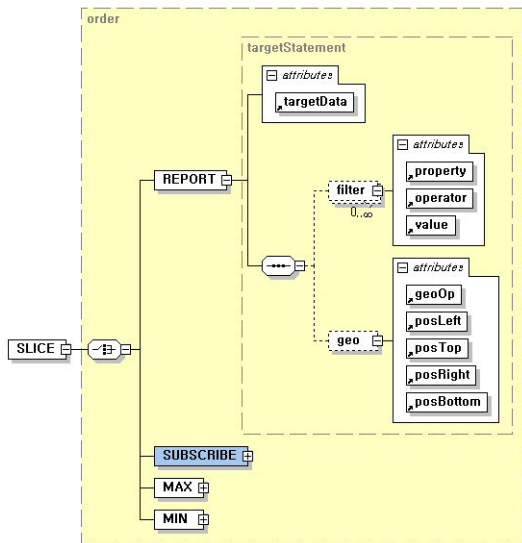 order
targetStatement
attributes
targetData
REPORT
filter
0..∞
attributes
property
operator
value
attributes
geoOp
posLeft
posTop
posRight
posBottom
geo
SLICE
SUBSCRIBE
MAX
MIN